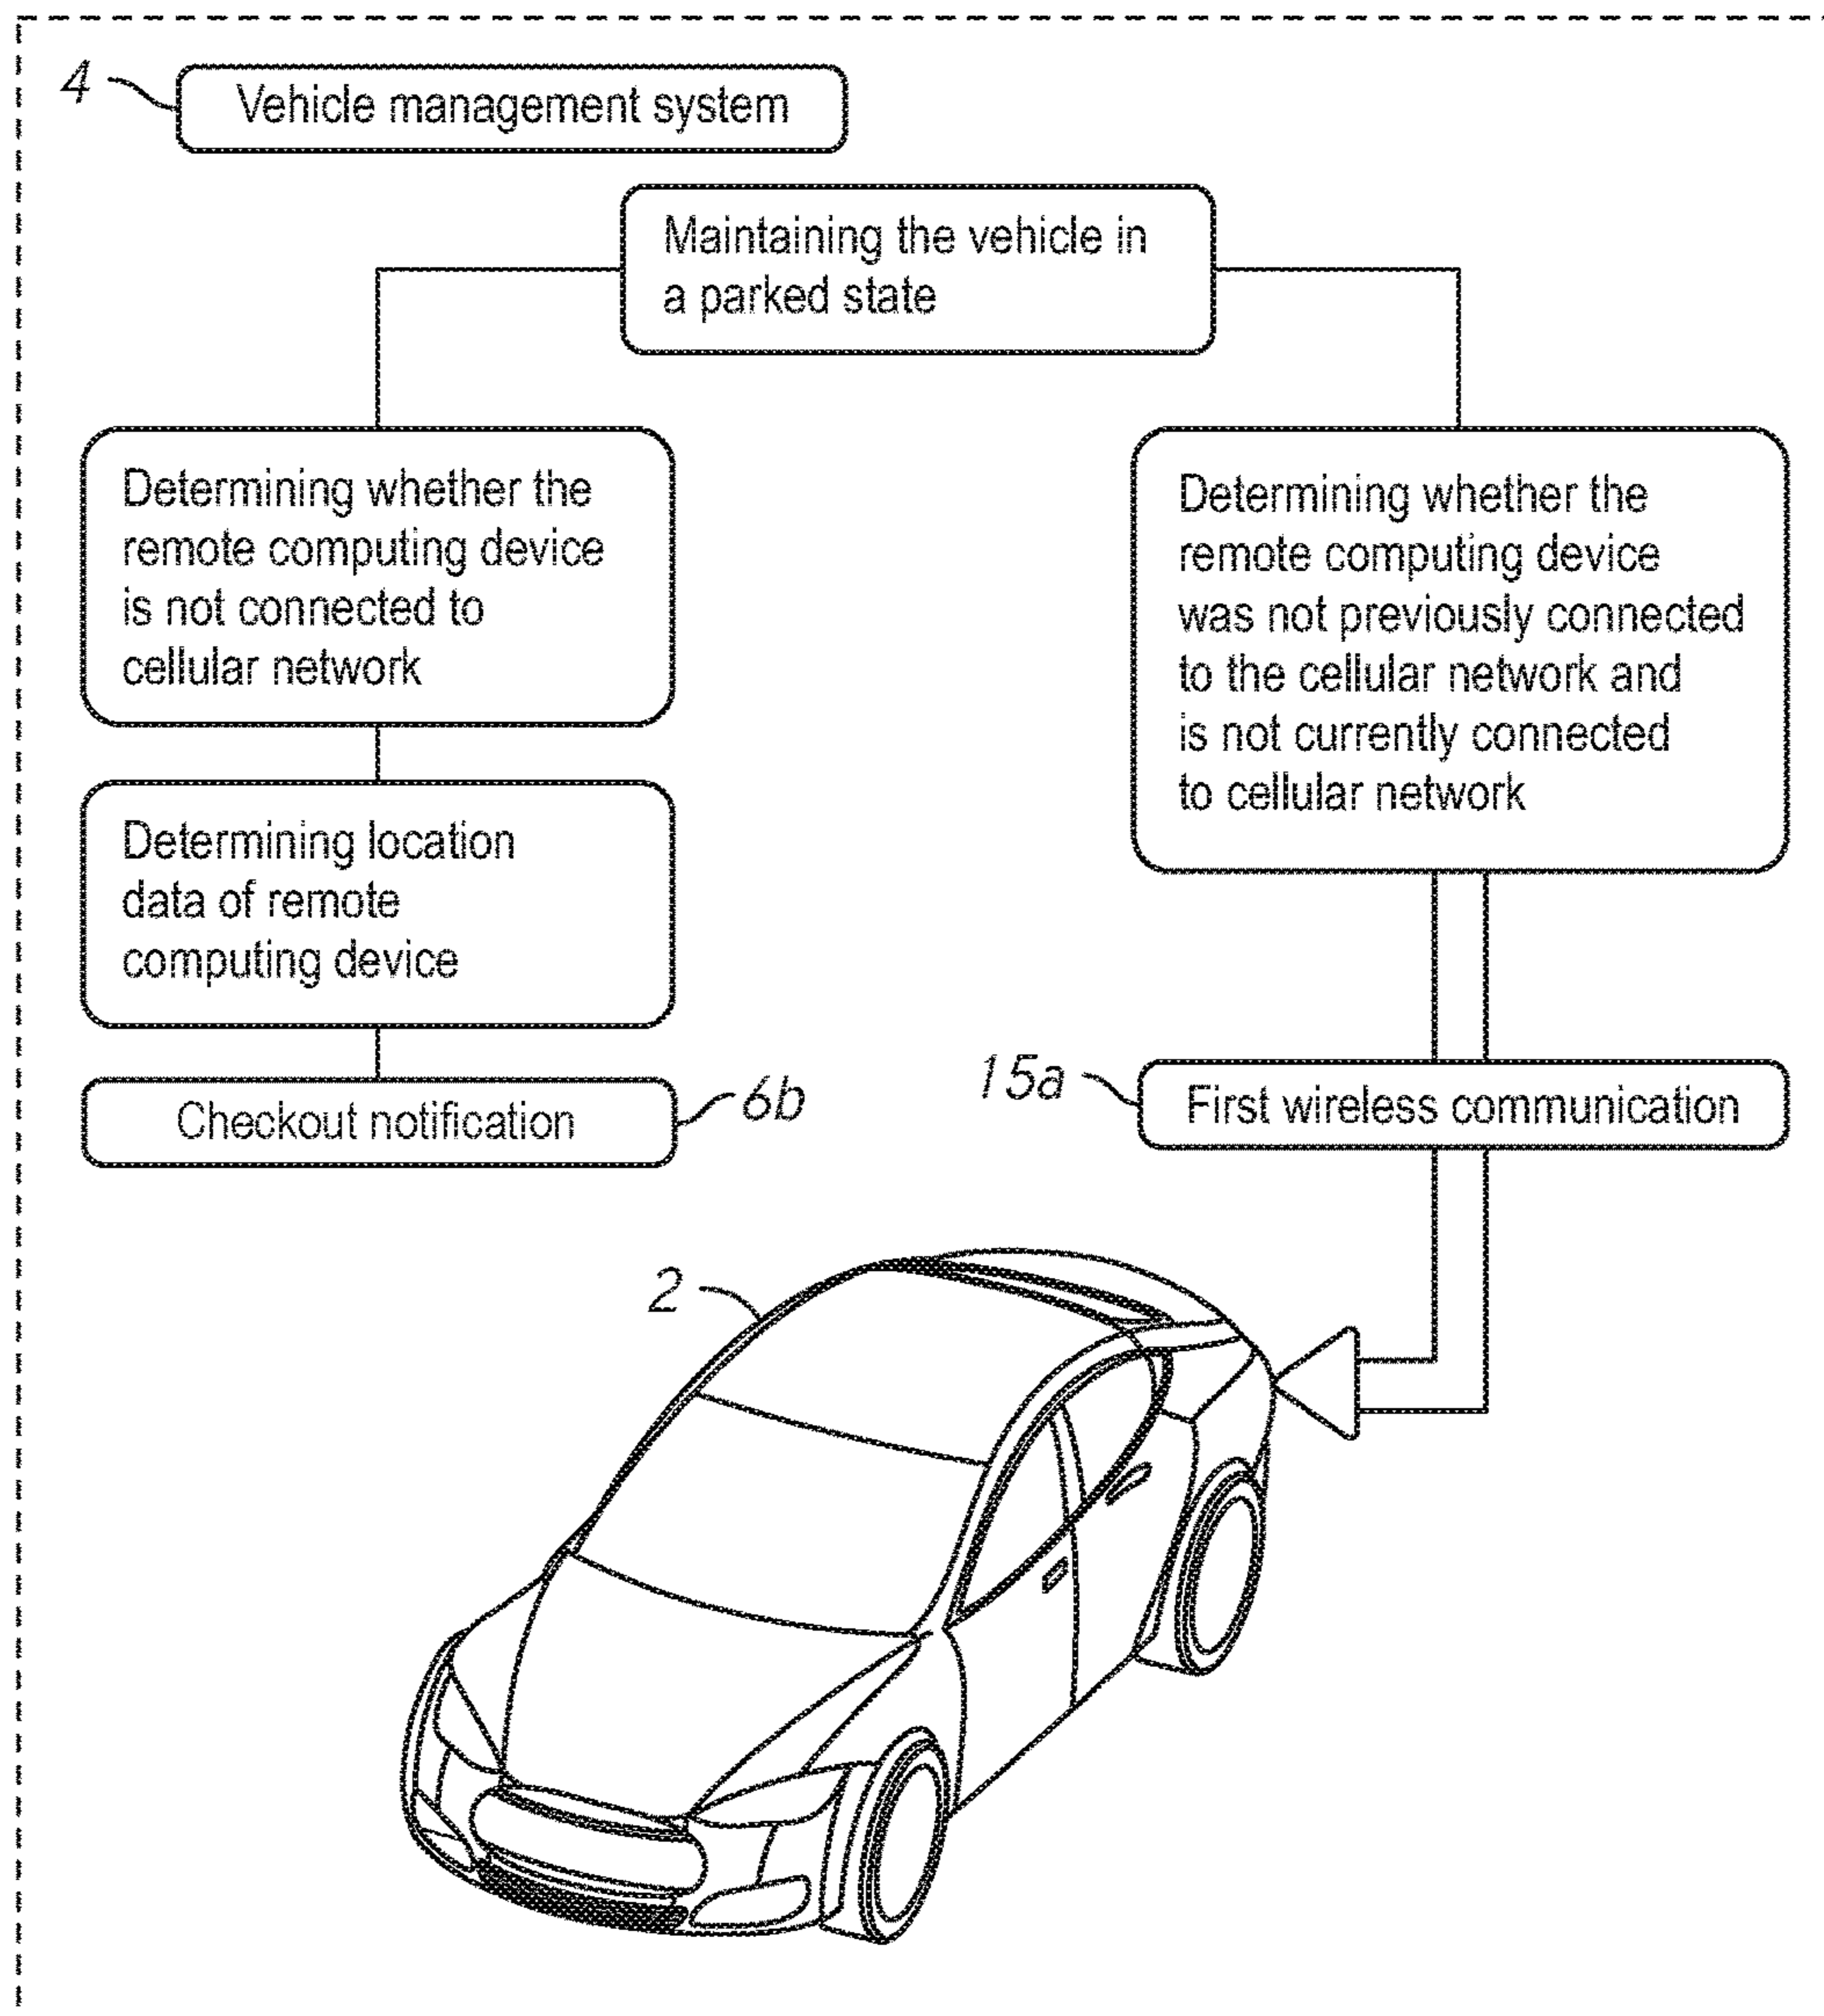 4
Vehicle management system
Maintaining the vehicle in
a parked state
Determining whether the
remote computing device
is not connected to
cellular network
Determining location
data of remote
computing device
Checkout notification
6b
Determining whether the
remote computing device
was not previously connected
to the cellular network and
is not currently connected
to cellular network
15a
First wireless communication
2